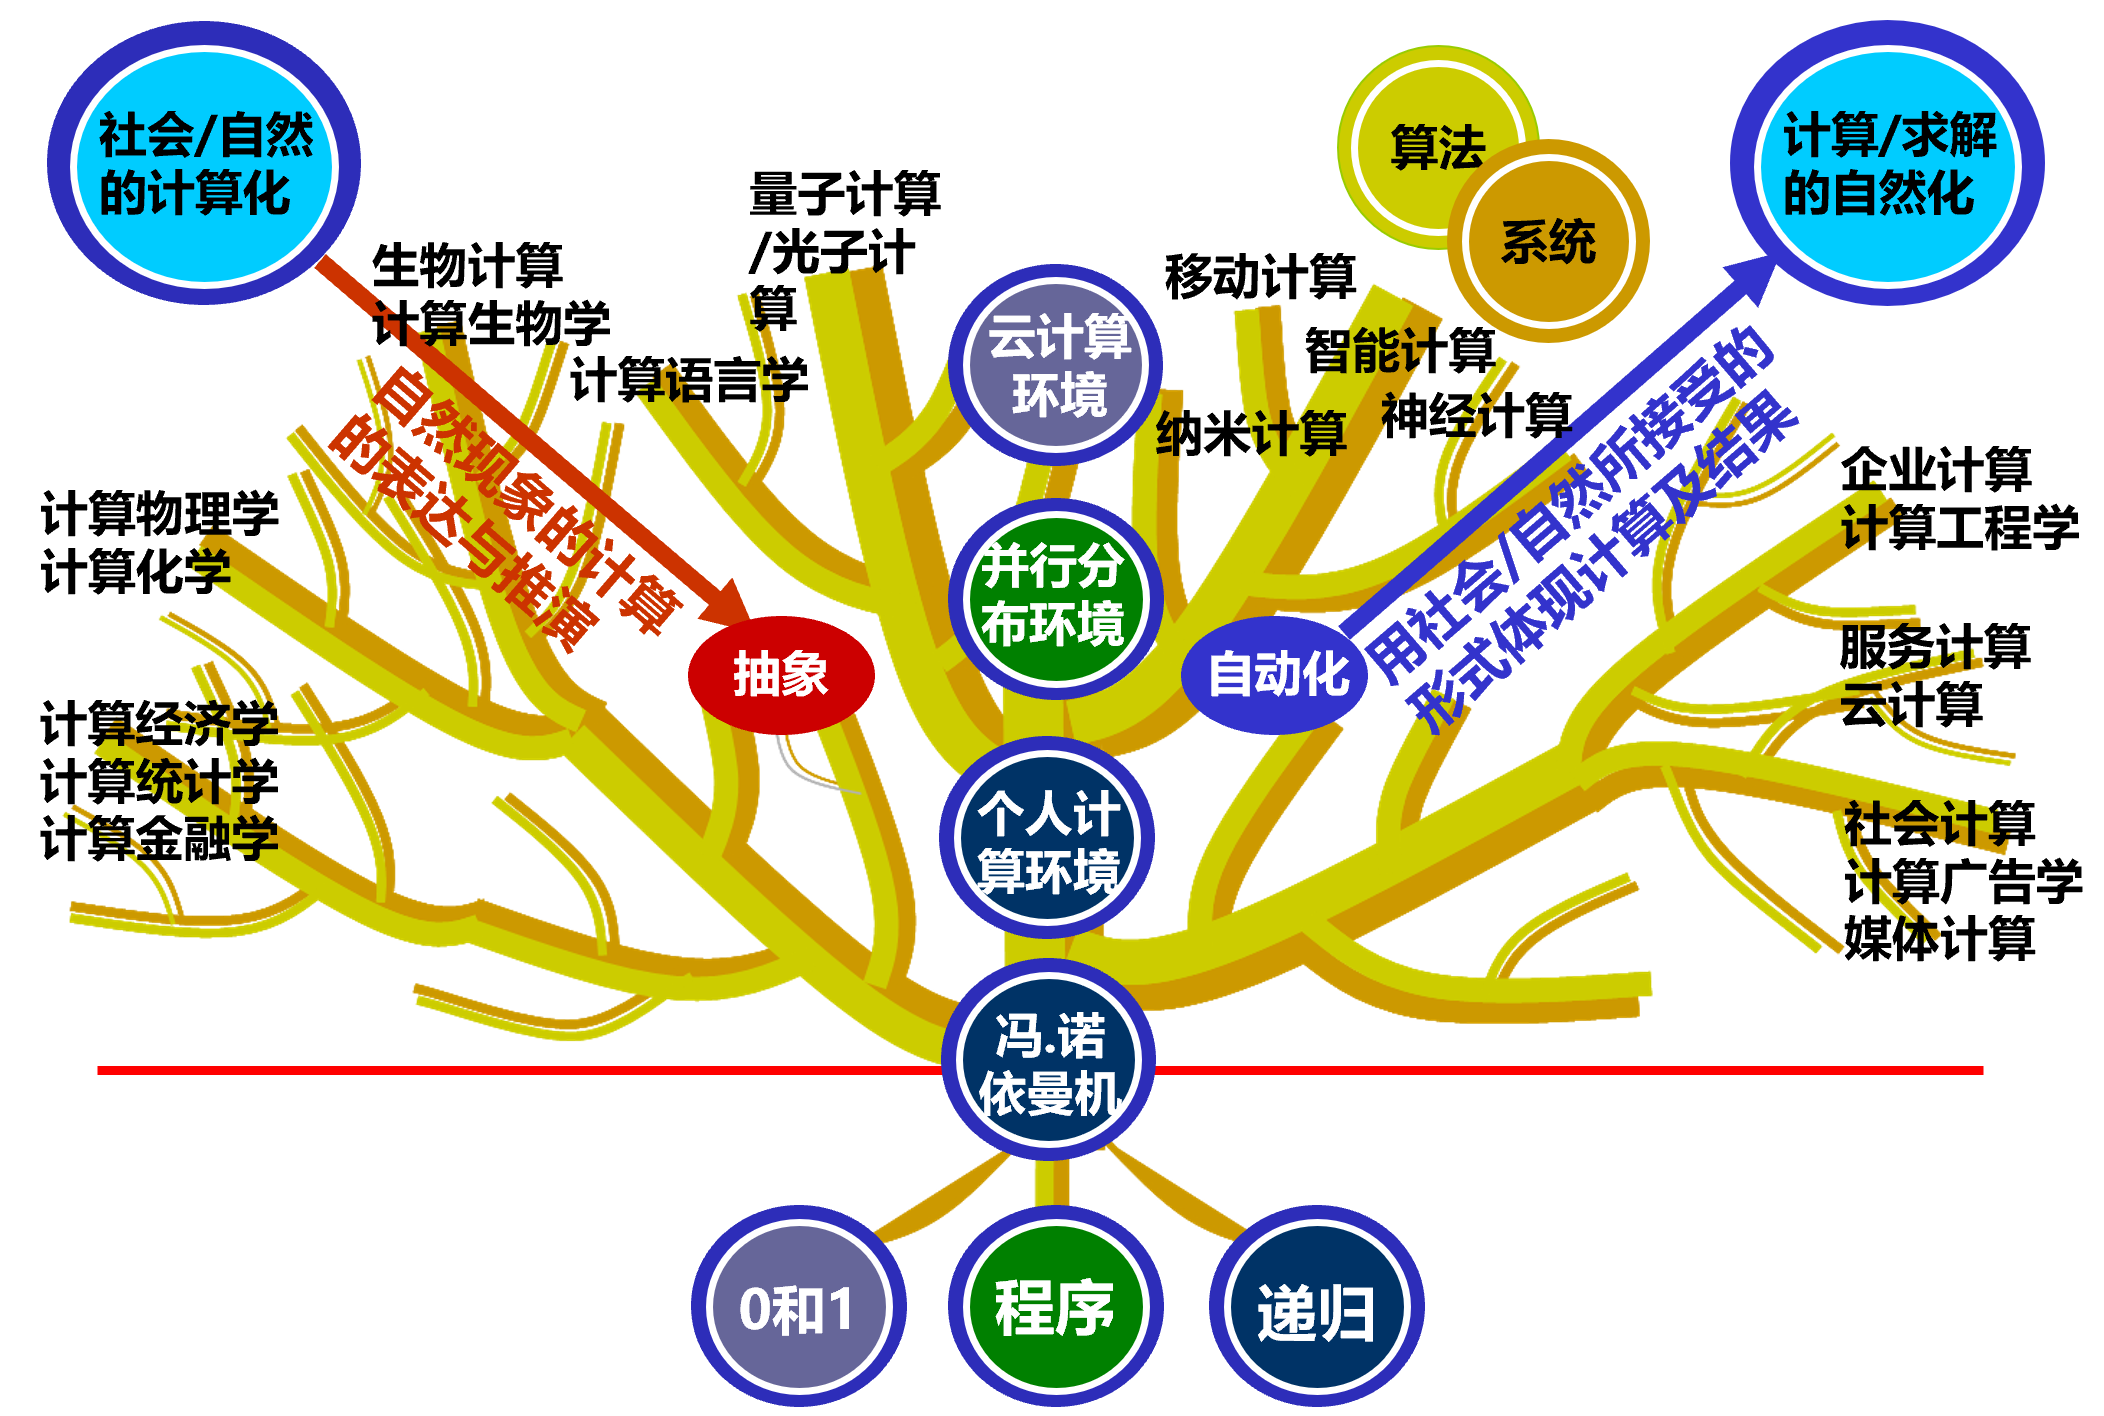 社会/自然
的计算化
计算/求解
的自然化
算法
系统
量子计算
/光子计
算
生物计算
计算生物学
计算语言学
移动计算
智能计算
神经计算
纳米计算
云计算
环境
自然现象的计算
的表达与推演
用社会/自然所接受的
形式体现计算及结果
计算物理学
计算化学
企业计算
计算工程学
并行分
布环境
抽象
自动化
服务计算
云计算
计算经济学
计算统计学
计算金融学
个人计
算环境
社会计算
计算广告学
媒体计算
冯.诺
依曼机
0和1
程序
递归